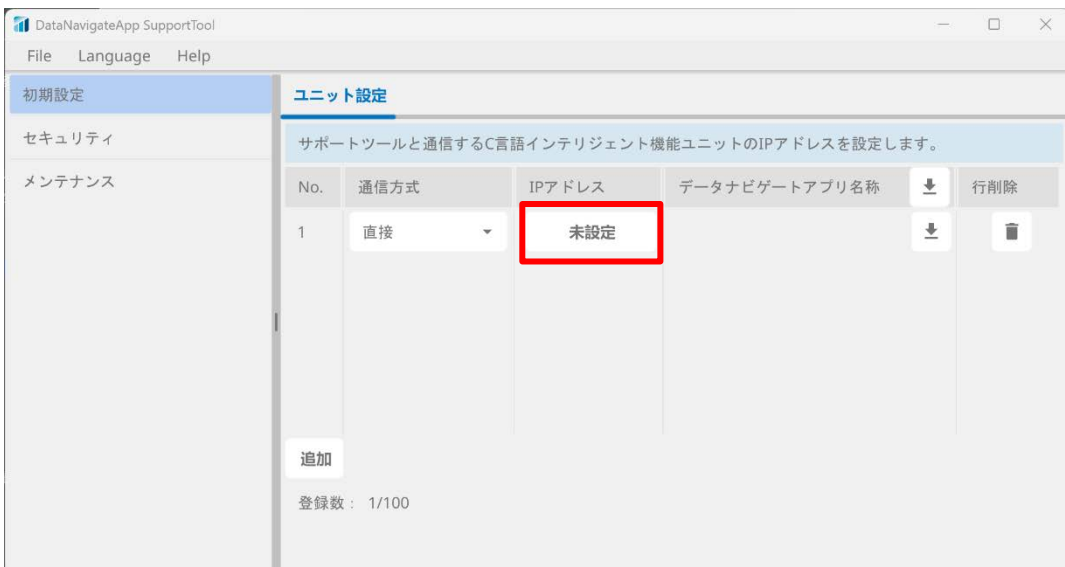 DataNavigateApp SupportTool
File Language Help
初期設定
セキュリティ
メンテナンス
ユニット設定
サポートツールと通信するC言語インテリジェント機能ユニットのIPアドレスを設定します。
No. 通信方式 IPアドレス データナビゲートアプリ名称 行削除
1 直接 未設定
追加
登録数： 1/100